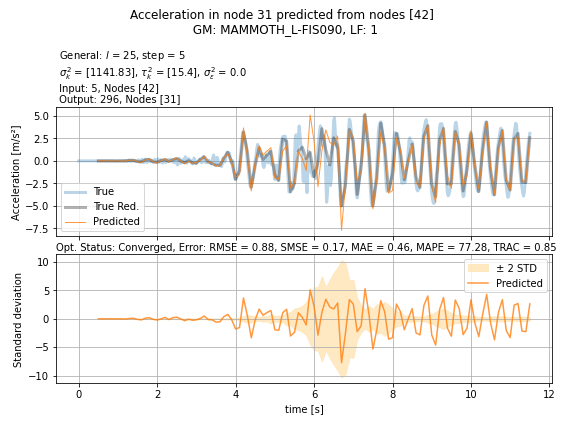 Acceleration in node 31 predicted from nodes [42]
GM: MAMMOTH_L-FIS090, LF: 1
General: l = 25, step = 5
σ_k² = [1141.83], τ_k² = [15.4], σ_ε² = 0.0
Input: 5, Nodes [42]
Output: 296, Nodes [31]
Acceleration [m/s²]
5.0
2.5
0.0
−2.5
−5.0
−7.5
True
True Red.
Predicted
Opt. Status: Converged, Error: RMSE = 0.88, SMSE = 0.17, MAE = 0.46, MAPE = 77.28, TRAC = 0.85
Standard deviation
10
5
0
−5
−10
± 2 STD
Predicted
0 2 4 6 8 10 12
time [s]